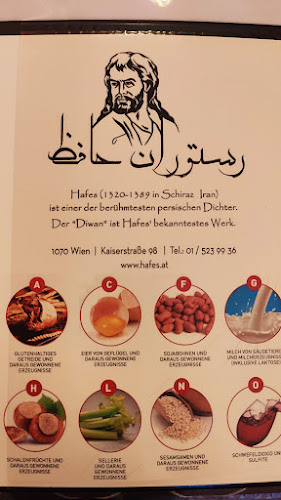 رستوران حافظ
Hafes (1320-1389 in Schiraz Iran)
ist einer der berühmtesten persischen Dichter.
Der "Diwan" ist Hafes' bekanntestes Werk.
1070 Wien | Kaiserstraße 98 | Tel.: 01 / 523 99 36
www.hafes.at
A
C
F
G
GLUTENHALTIGES
GETREIDE UND
DARAUS GEWONNENE
ERZEUGNISSE
EIER VON GEFLÜGEL UND
DARAUS GEWONNENE
ERZEUGNISSE
SOJABOHNEN UND
DARAUS GEWONNENE
ERZEUGNISSE
MILCH VON SÄUGETIEREN
UND MILCHERZEUGNISSE
(INKLUSIVE LAKTOSE)
H
L
N
O
SCHALENFRÜCHTE UND
DARAUS GEWONNENE
ERZEUGNISSE
SELLERIE
UND DARAUS
GEWONNENE
ERZEUGNISSE
SESAMSAMEN UND
DARAUS GEWONNENE
ERZEUGNISSE
SCHWEFELDIOXID UND
SULFITE